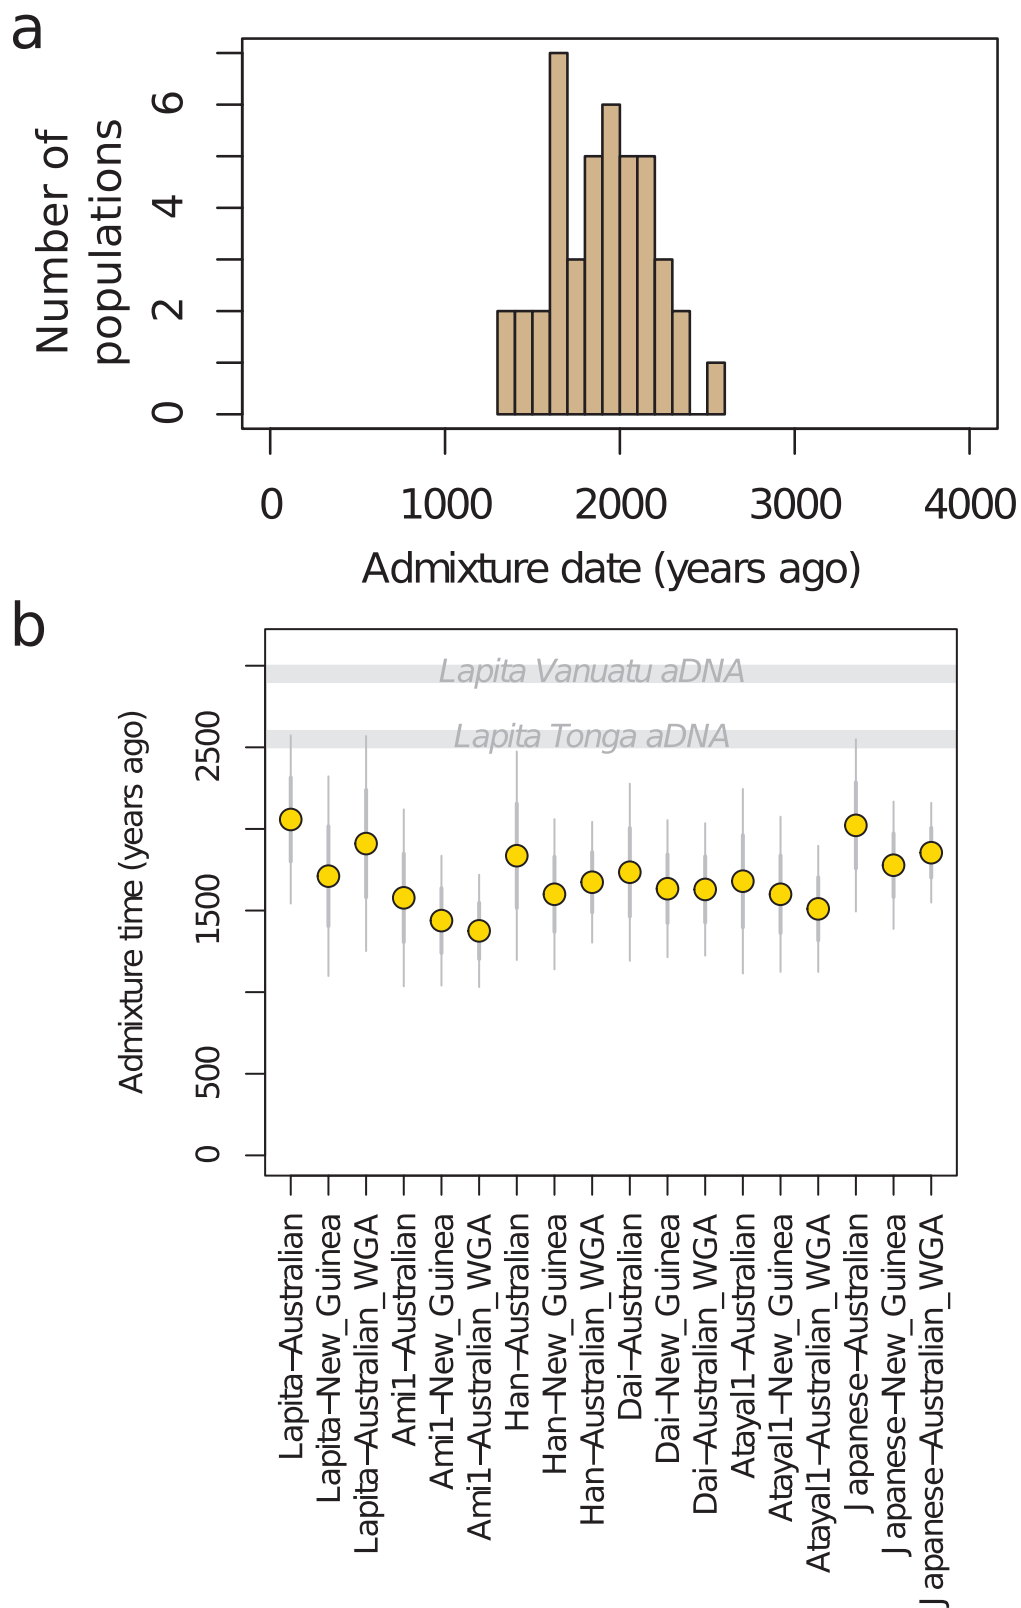 a
Number of
populations
6
4
2
0
0 1000 2000 3000 4000
Admixture date (years ago)
b
Lapita Vanuatu aDNA
Lapita Tonga aDNA
Admixture time (years ago)
2500
1500
500
0
Lapita−Australian
Lapita−New_Guinea
Lapita−Australian_WGA
Ami1−Australian
Ami1−New_Guinea
Ami1−Australian_WGA
Han−Australian
Han−New_Guinea
Han−Australian_WGA
Dai−Australian
Dai−New_Guinea
Dai−Australian_WGA
Atayal1−Australian
Atayal1−New_Guinea
Atayal1−Australian_WGA
Japanese−Australian
Japanese−New_Guinea
Japanese−Australian_WGA